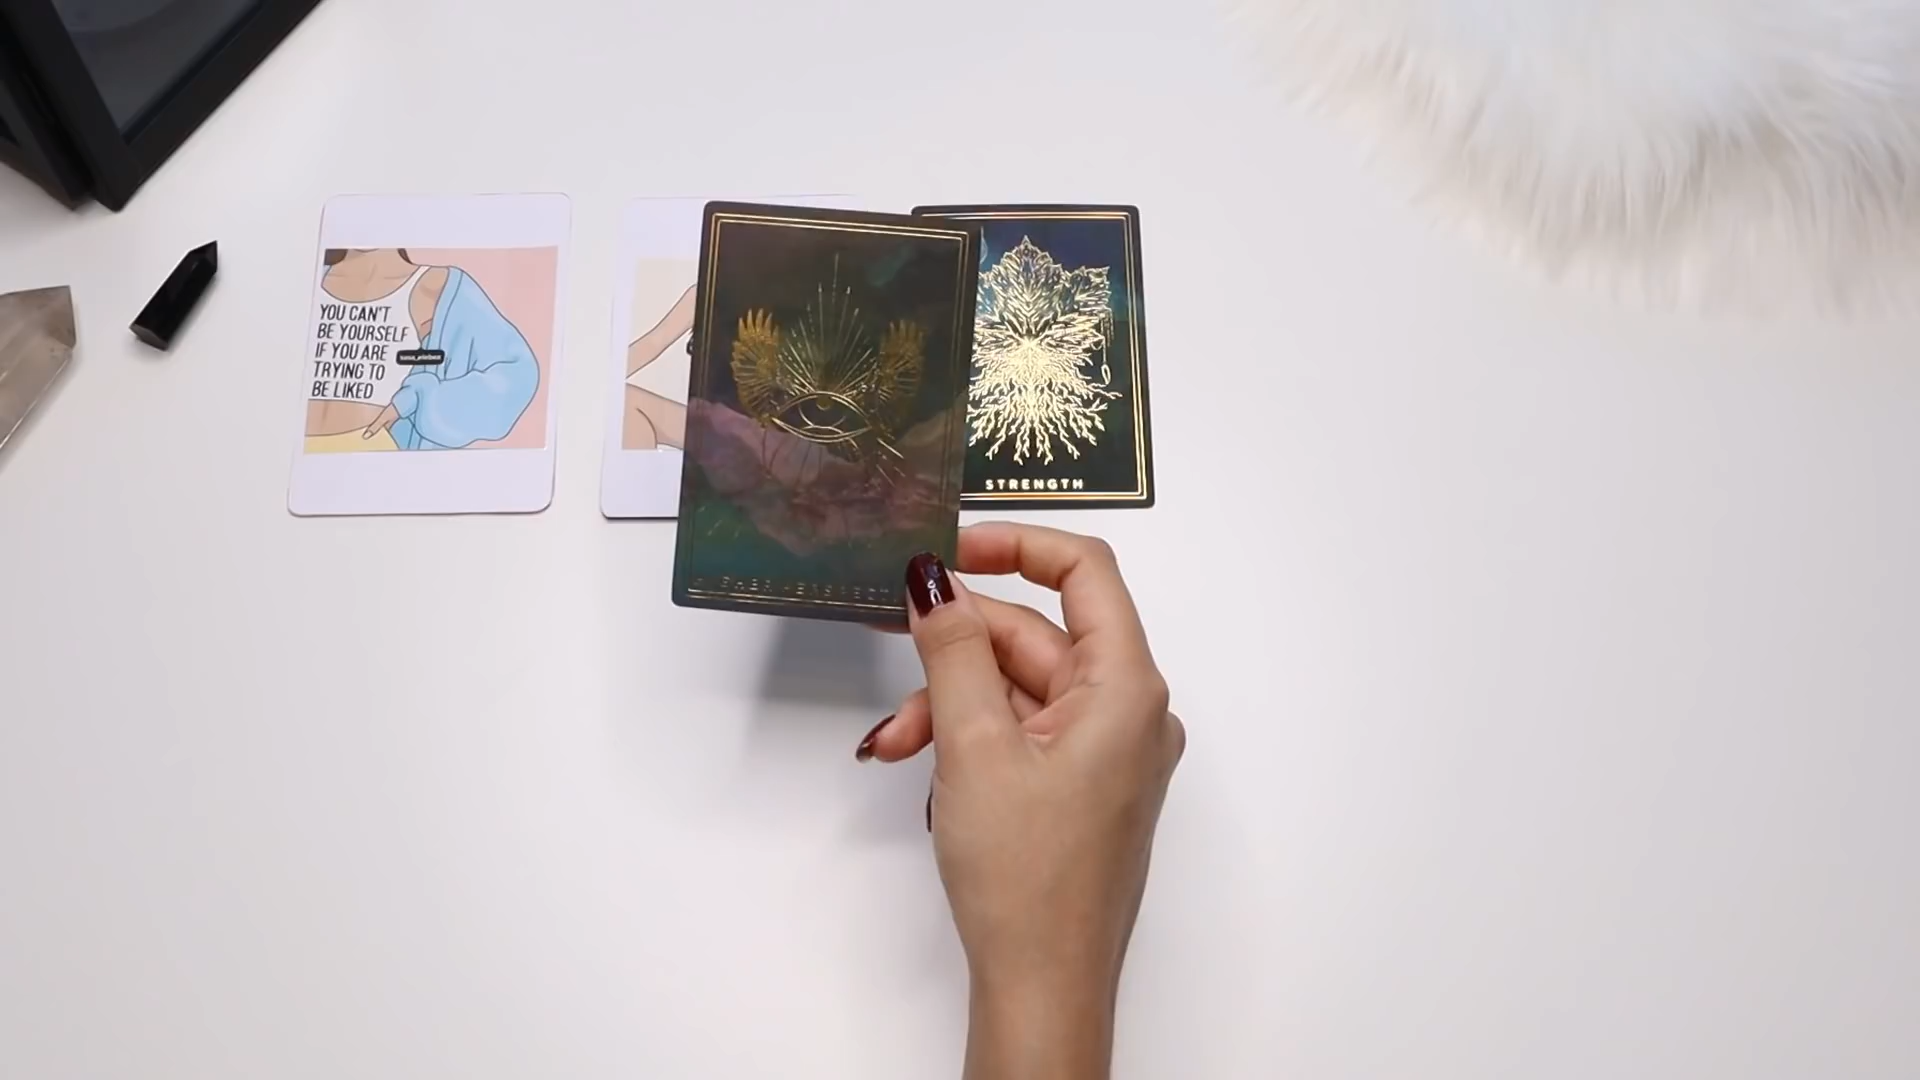 YOU CAN'T
BE YOURSELF
IF YOU ARE
TRYING TO
BE LIKED
STRENGTH